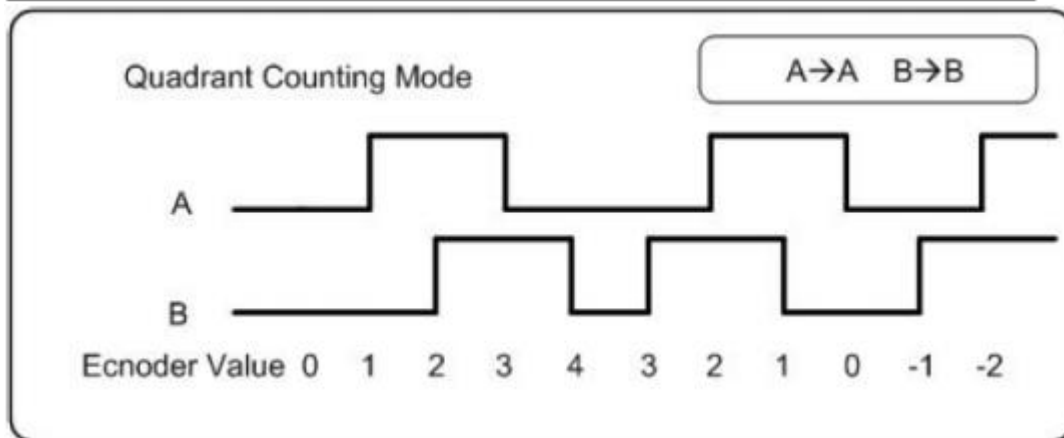 Quadrant Counting Mode
A→A B→B
A
B
Ecnoder Value 0 1 2 3 4 3 2 1 0 -1 -2